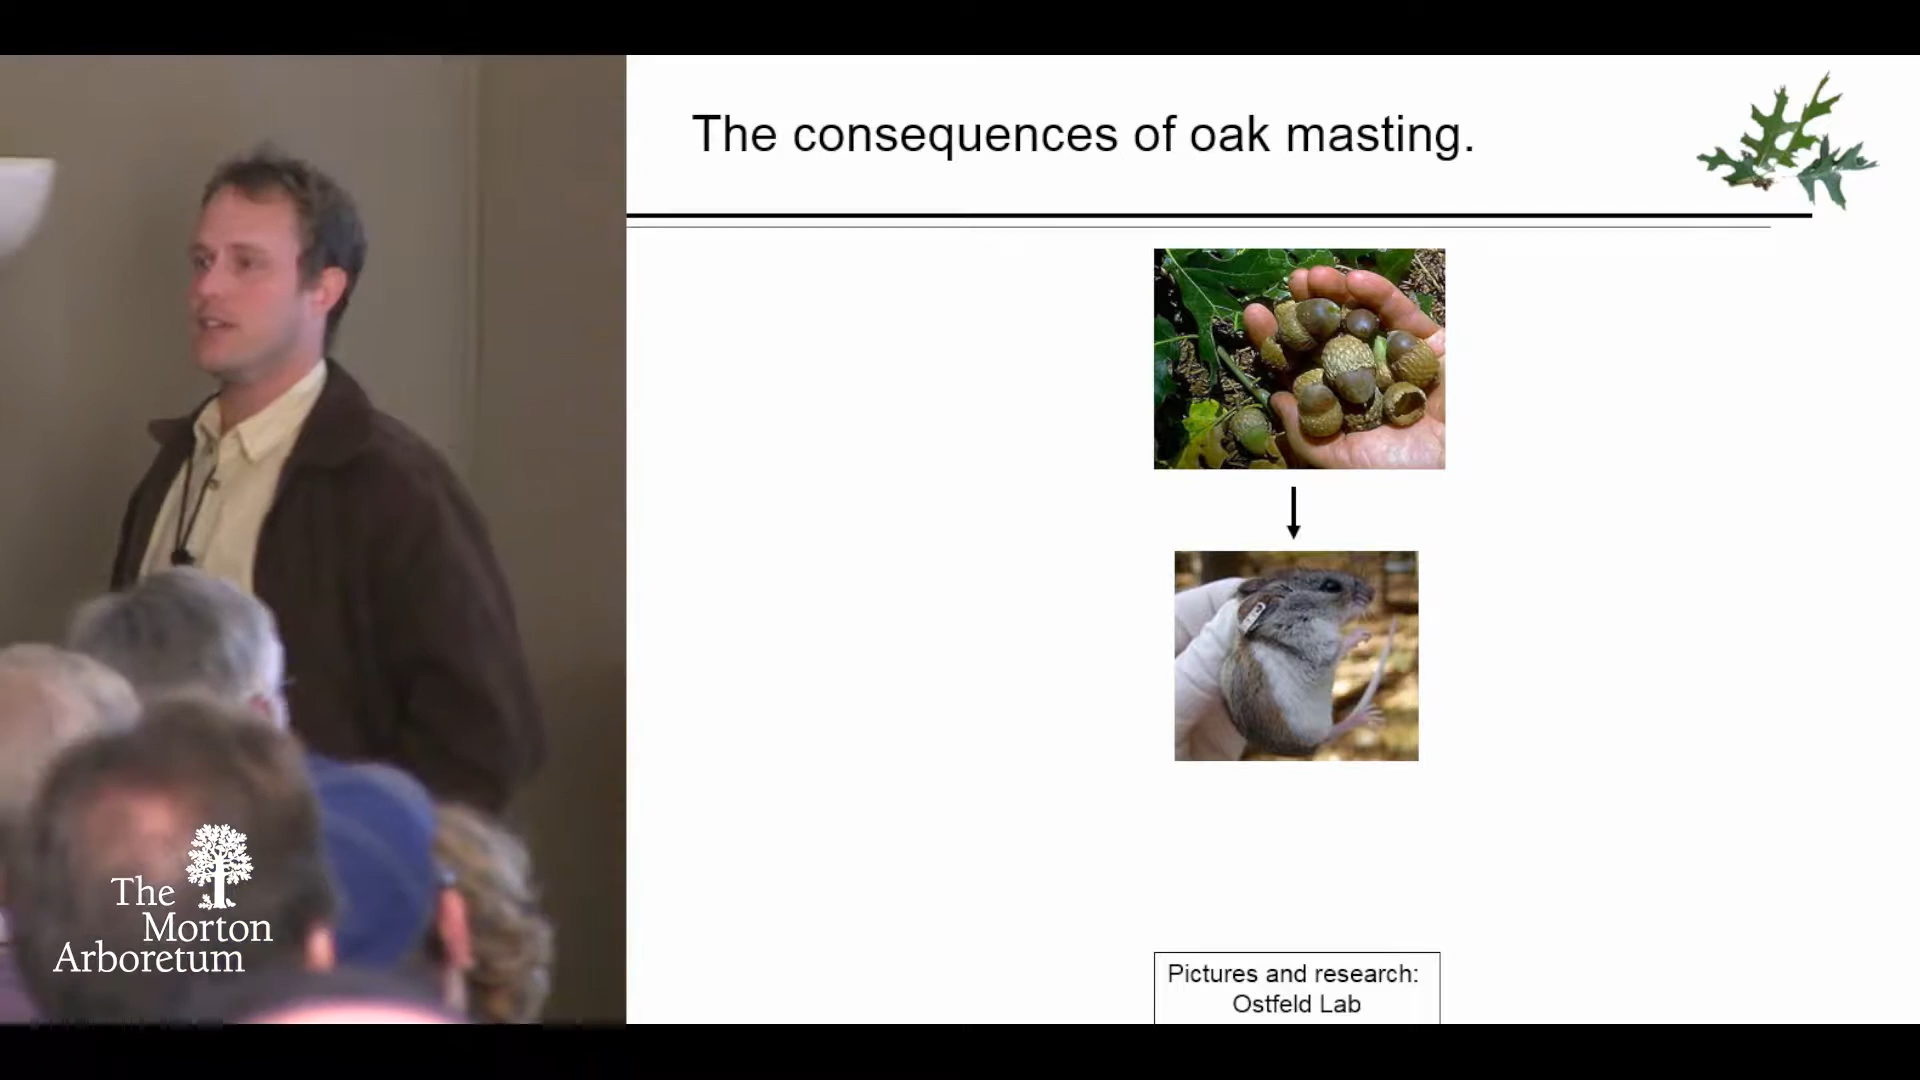 The consequences of oak masting.
Pictures and research:
Ostfeld Lab
The
Morton
Arboretum